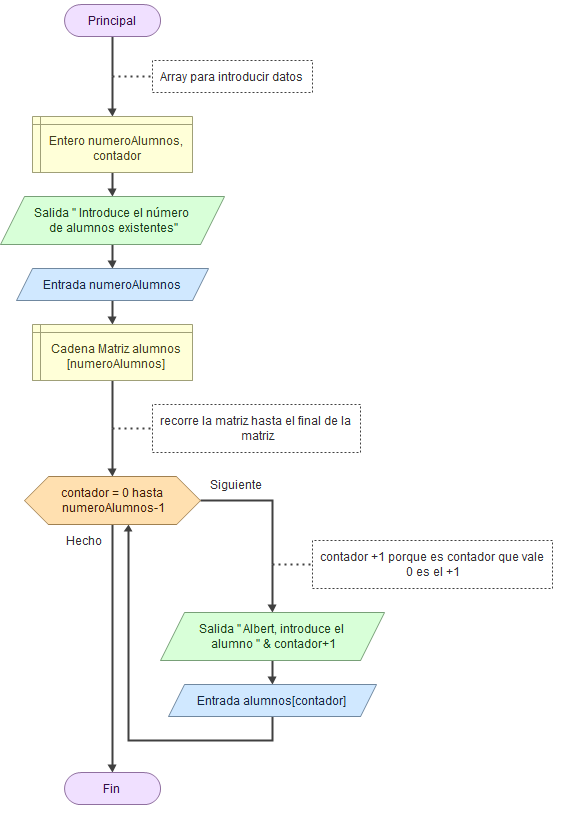 Principal
Array para introducir datos
Entero numeroAlumnos,
contador
Salida " Introduce el número
de alumnos existentes"
Entrada numeroAlumnos
Cadena Matriz alumnos
[numeroAlumnos]
recorre la matriz hasta el final de la
matriz
contador = 0 hasta
numeroAlumnos-1
Siguiente
Hecho
contador +1 porque es contador que vale
0 es el +1
Salida " Albert, introduce el
alumno " & contador+1
Entrada alumnos[contador]
Fin